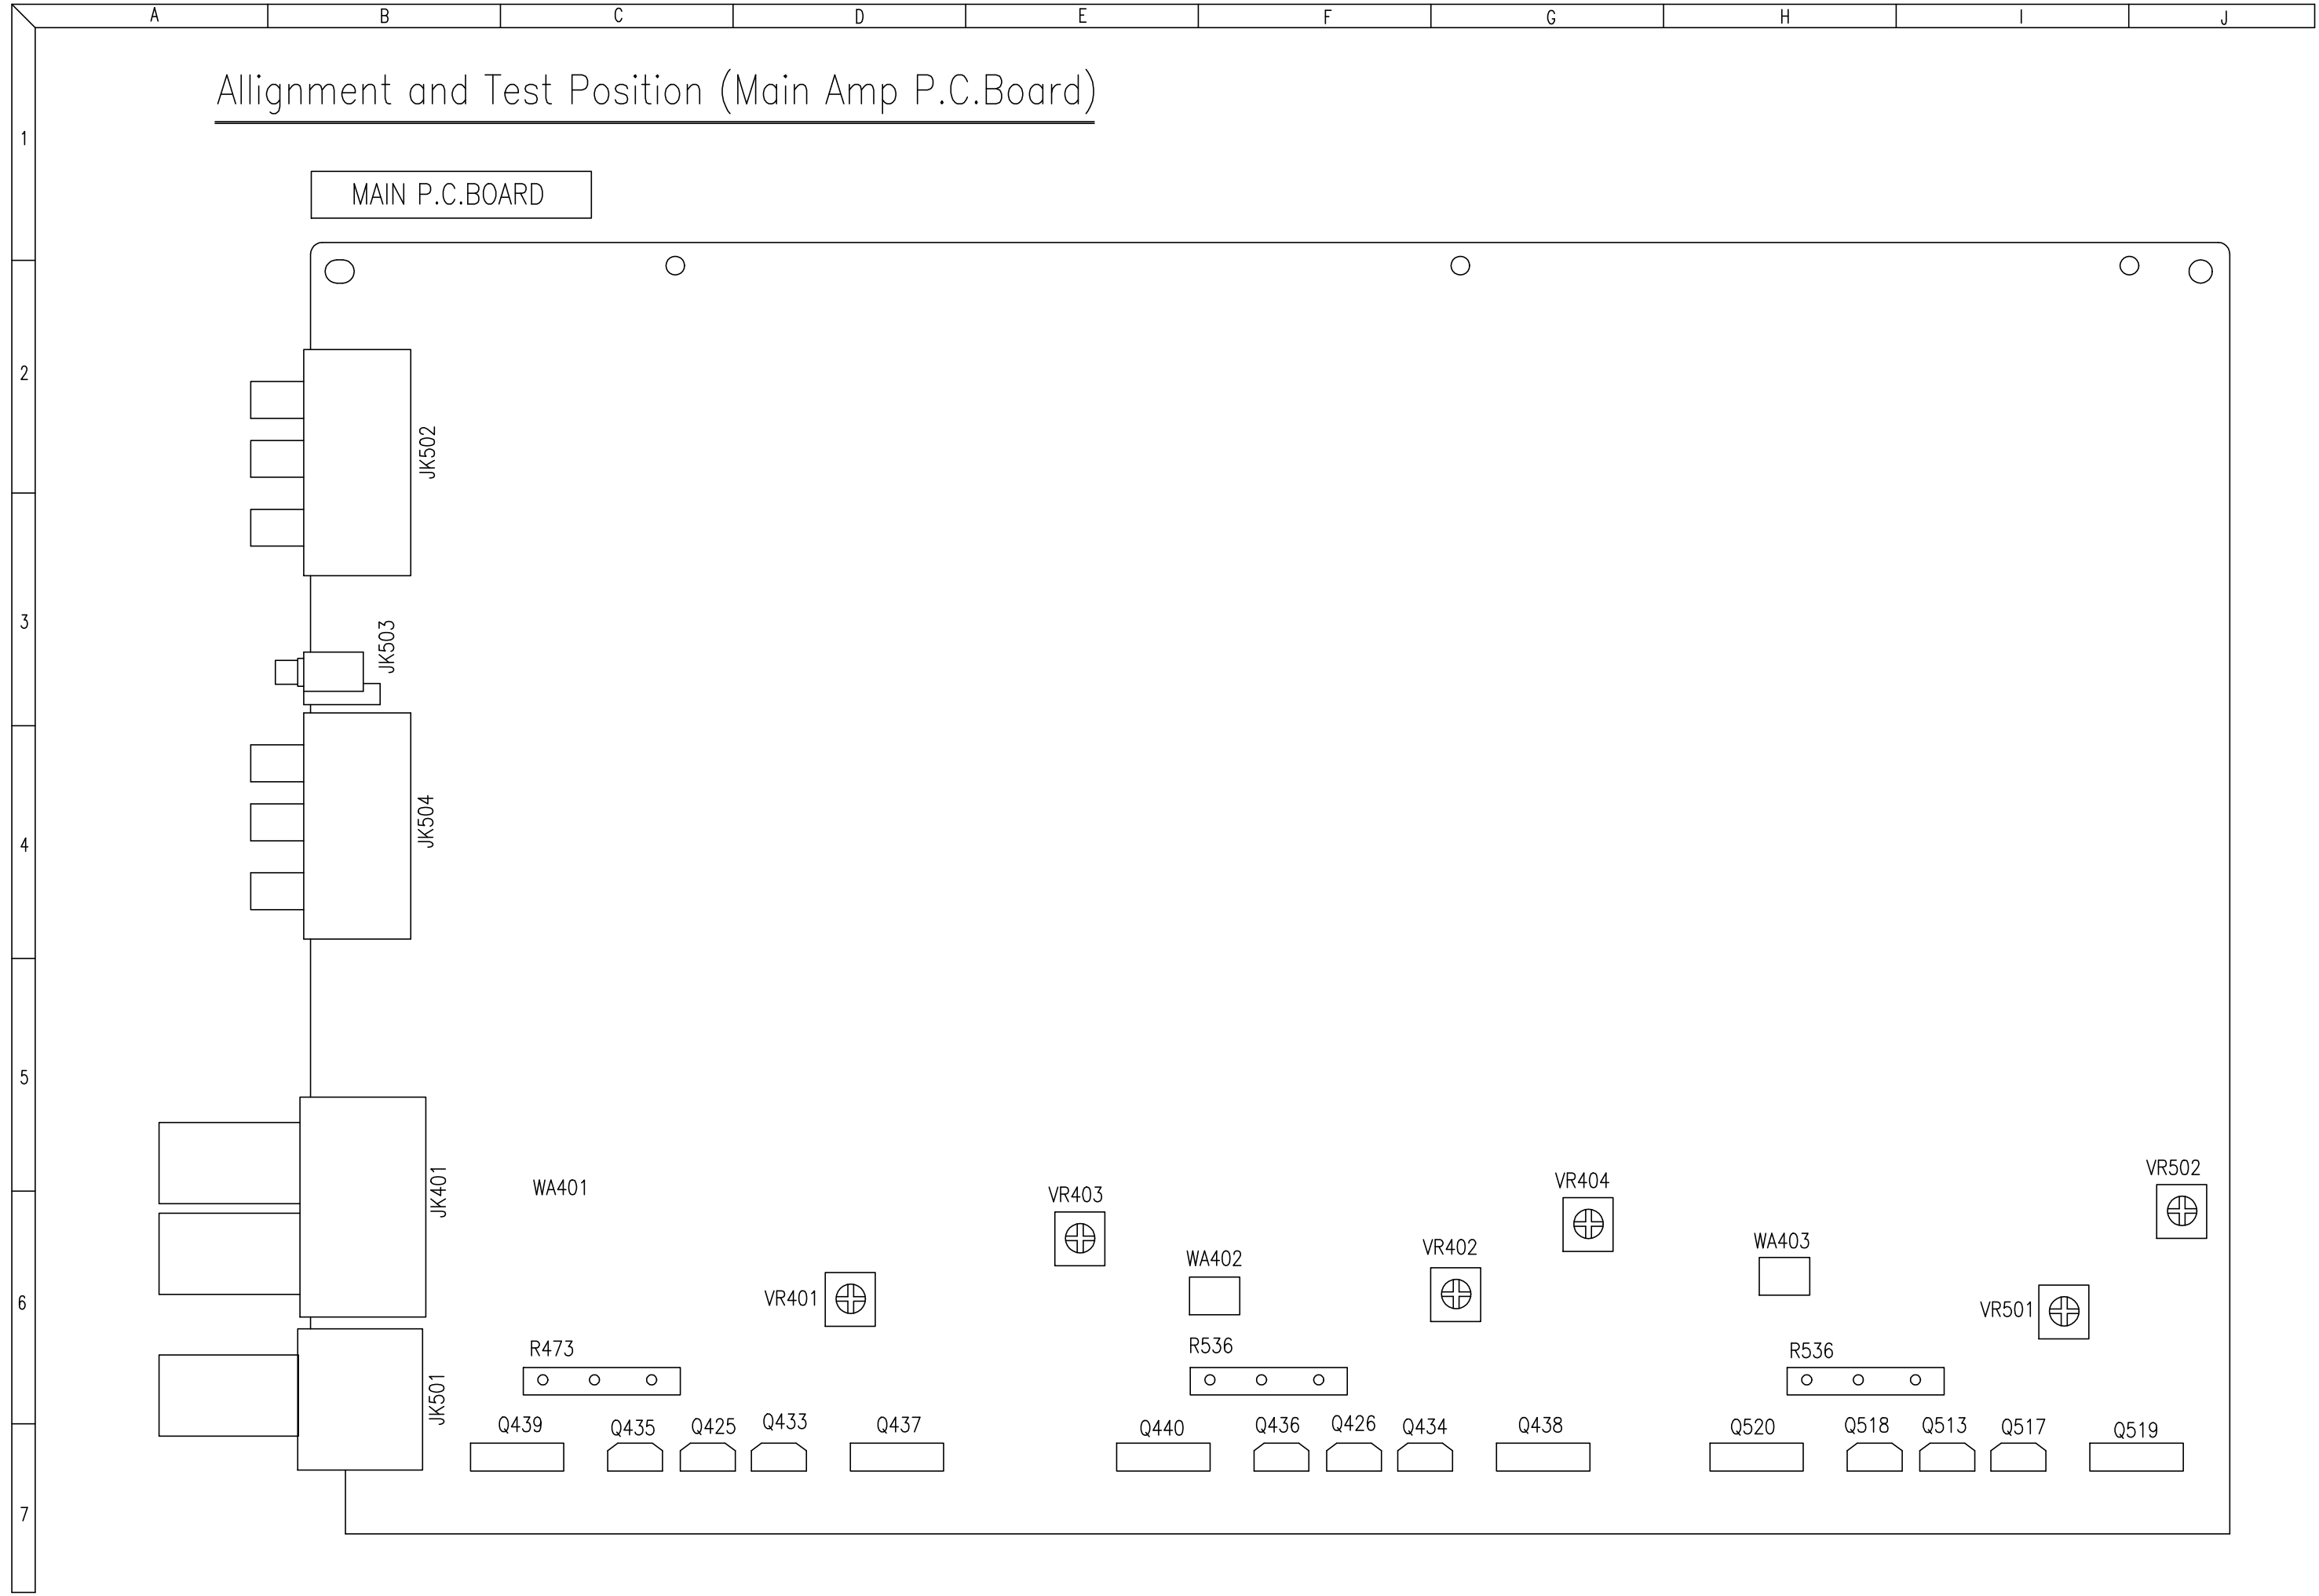 A B C D E F G H I J
Allignment and Test Position (Main Amp P.C.Board)
1
MAIN P.C.BOARD
2
JK502
3
JK503
4
JK504
5
JK401
WA401
VR403
VR404
VR502
WA402
VR402
WA403
6
VR401
VR501
R473
R536
R536
JK501
Q439 Q435 Q425 Q433 Q437 Q440 Q436 Q426 Q434 Q438 Q520 Q518 Q513 Q517 Q519
7